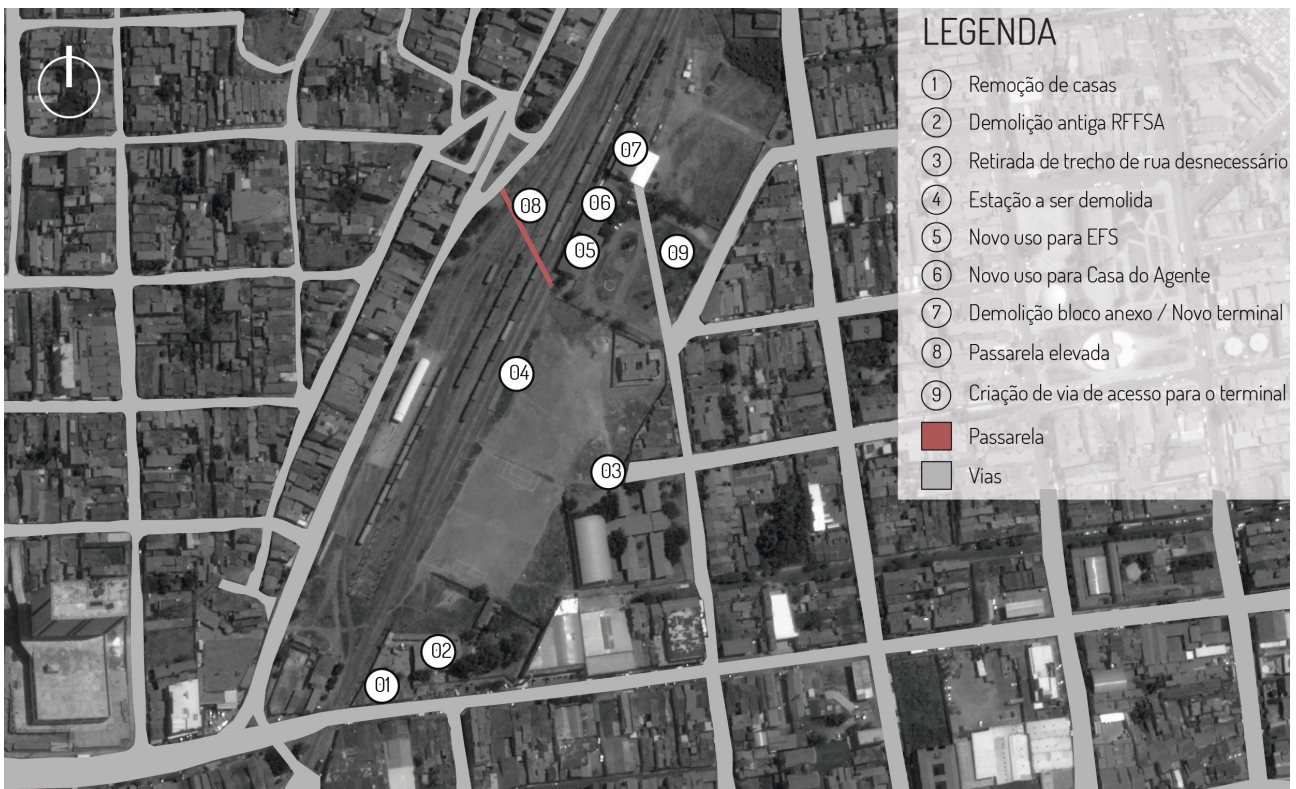 LEGENDA
1 Remoção de casas
2 Demolição antiga RFFSA
3 Retirada de trecho de rua desnecessário
4 Estação a ser demolida
5 Novo uso para EFS
6 Novo uso para Casa do Agente
7 Demolição bloco anexo / Novo terminal
8 Passarela elevada
9 Criação de via de acesso para o terminal
Passarela
Vias
07
08
06
05
09
04
03
02
01